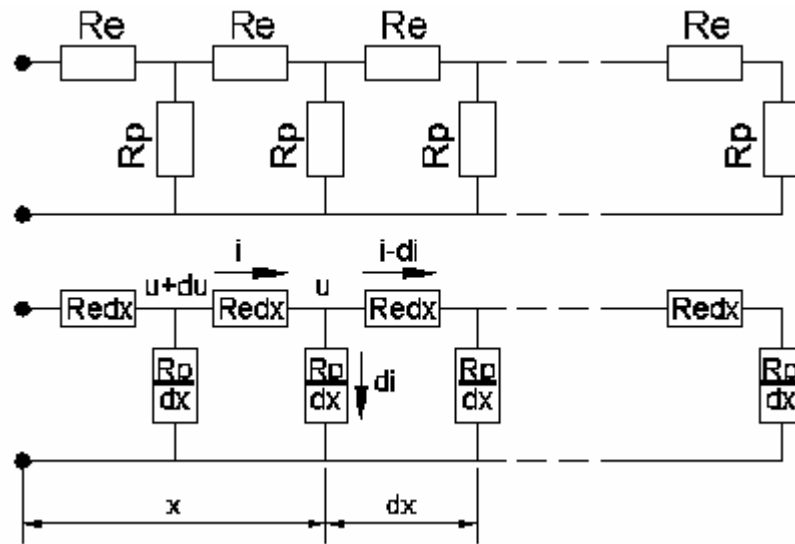 Re Re Re Re
Rp Rp Rp Rp
i i-di
u+du u
Redx Redx Redx Redx
Rp Rp Rp Rp
dx dx di dx dx
x dx